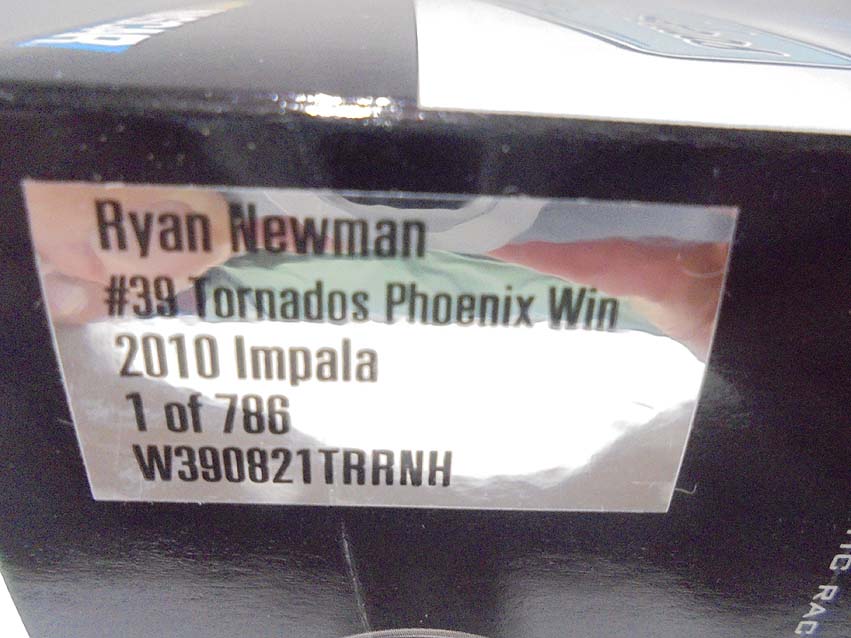 Ryan Newman
#39 Tornados Phoenix Win
2010 Impala
1 of 786
W390821TRRNH